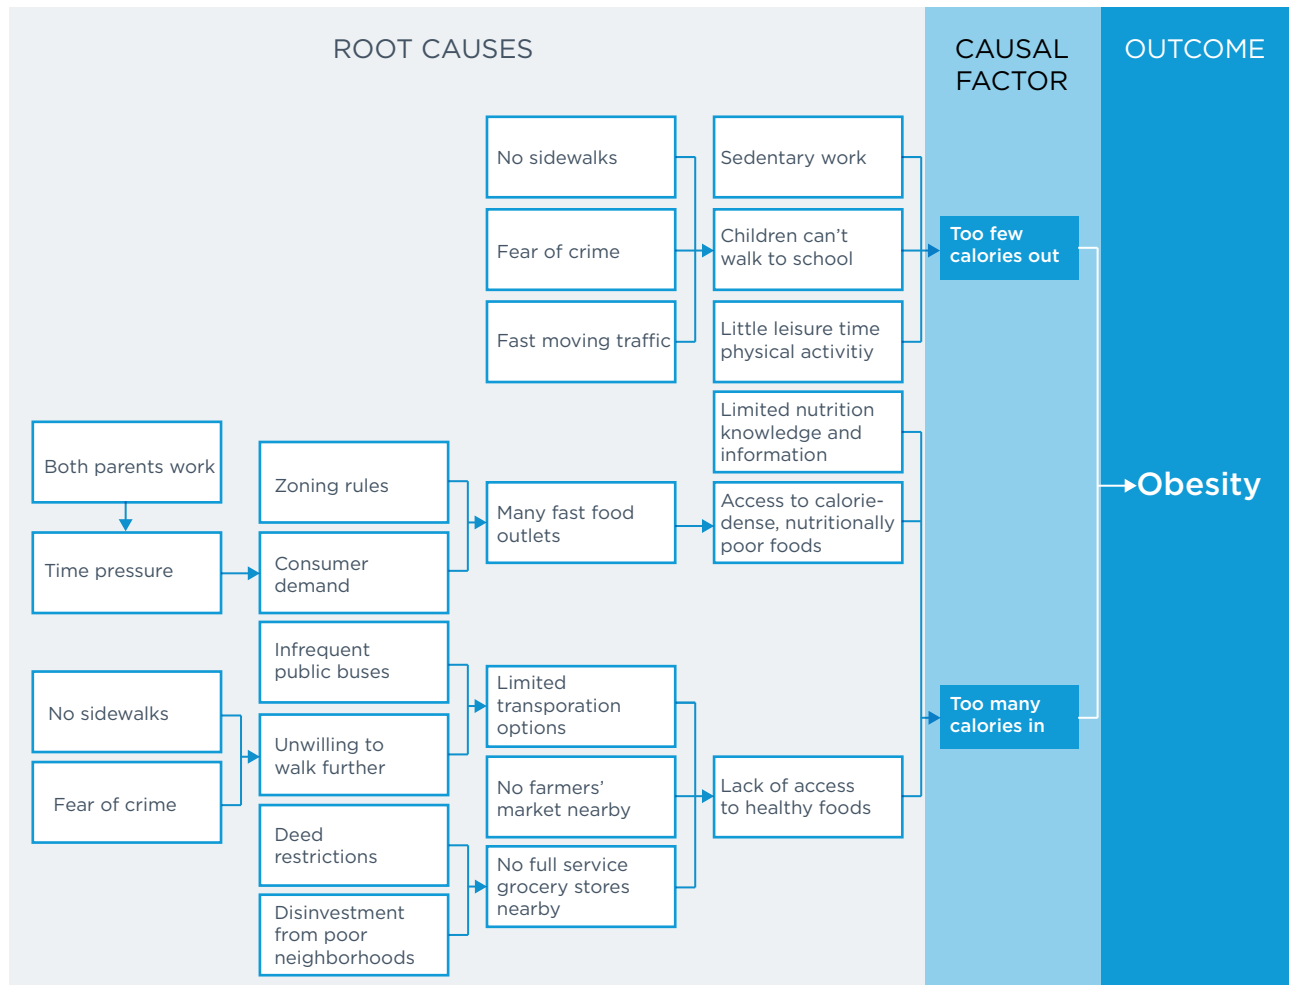 ROOT CAUSES
CAUSAL
FACTOR
OUTCOME
No sidewalks
Sedentary work
Fear of crime
Children can’t
walk to school
Too few
calories out
Fast moving traffic
Little leisure time
physical activitiy
Limited nutrition
knowledge and
information
Both parents work
Zoning rules
Many fast food
outlets
Access to calorie-
dense, nutritionally
poor foods
Obesity
Time pressure
Consumer
demand
Infrequent
public buses
Limited
transporation
options
No sidewalks
Unwilling to
walk further
Too many
calories in
Fear of crime
No farmers’
market nearby
Lack of access
to healthy foods
Deed
restrictions
No full service
grocery stores
nearby
Disinvestment
from poor
neighborhoods